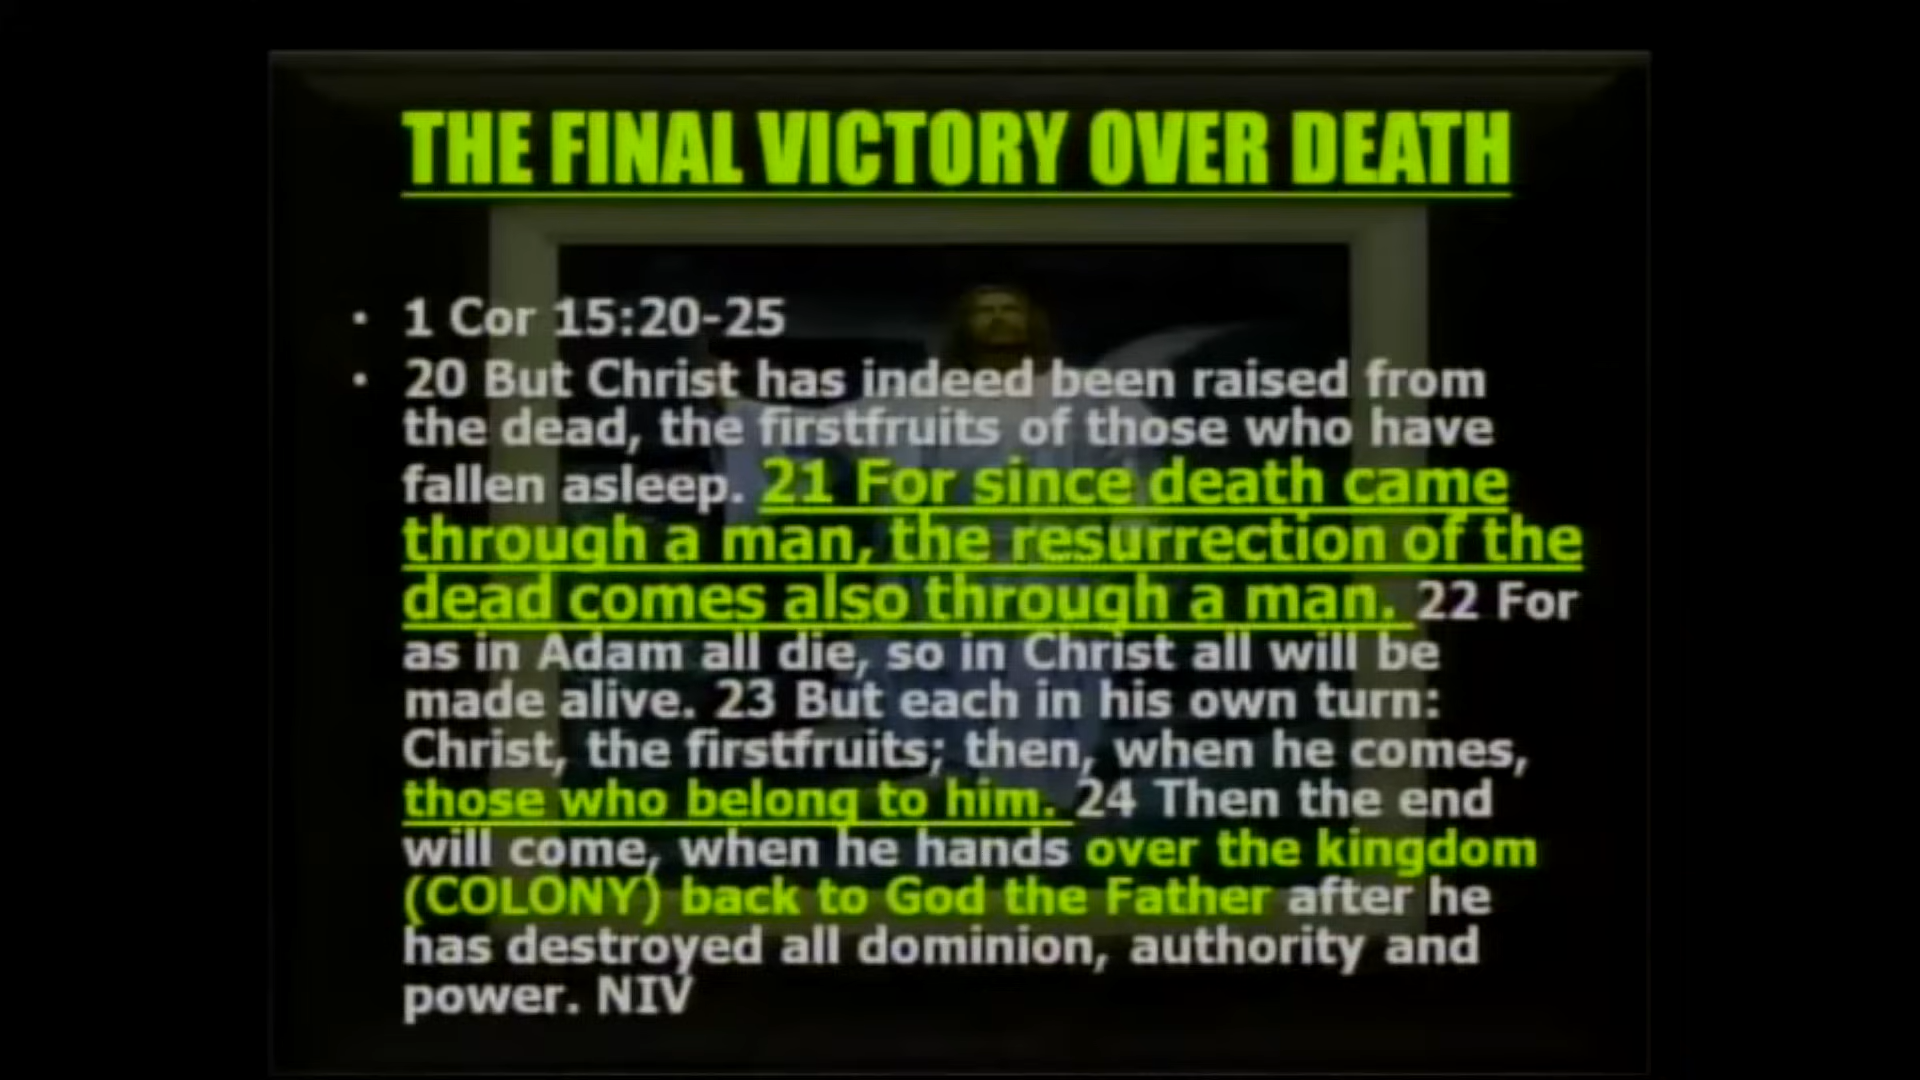 THE FINAL VICTORY OVER DEATH
• 1 Cor 15:20-25
• 20 But Christ has indeed been raised from
the dead, the firstfruits of those who have
fallen asleep. 21 For since death came
through a man, the resurrection of the
dead comes also through a man. 22 For
as in Adam all die, so in Christ all will be
made alive. 23 But each in his own turn:
Christ, the firstfruits; then, when he comes,
those who belong to him. 24 Then the end
will come, when he hands over the kingdom
(COLONY) back to God the Father after he
has destroyed all dominion, authority and
power. NIV